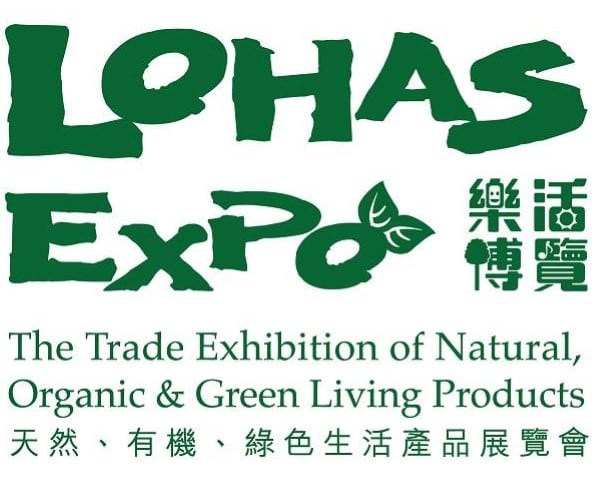 LOHAS
EXPO
樂活
博覽
The Trade Exhibition of Natural,
Organic & Green Living Products
天然、有機、綠色生活產品展覽會